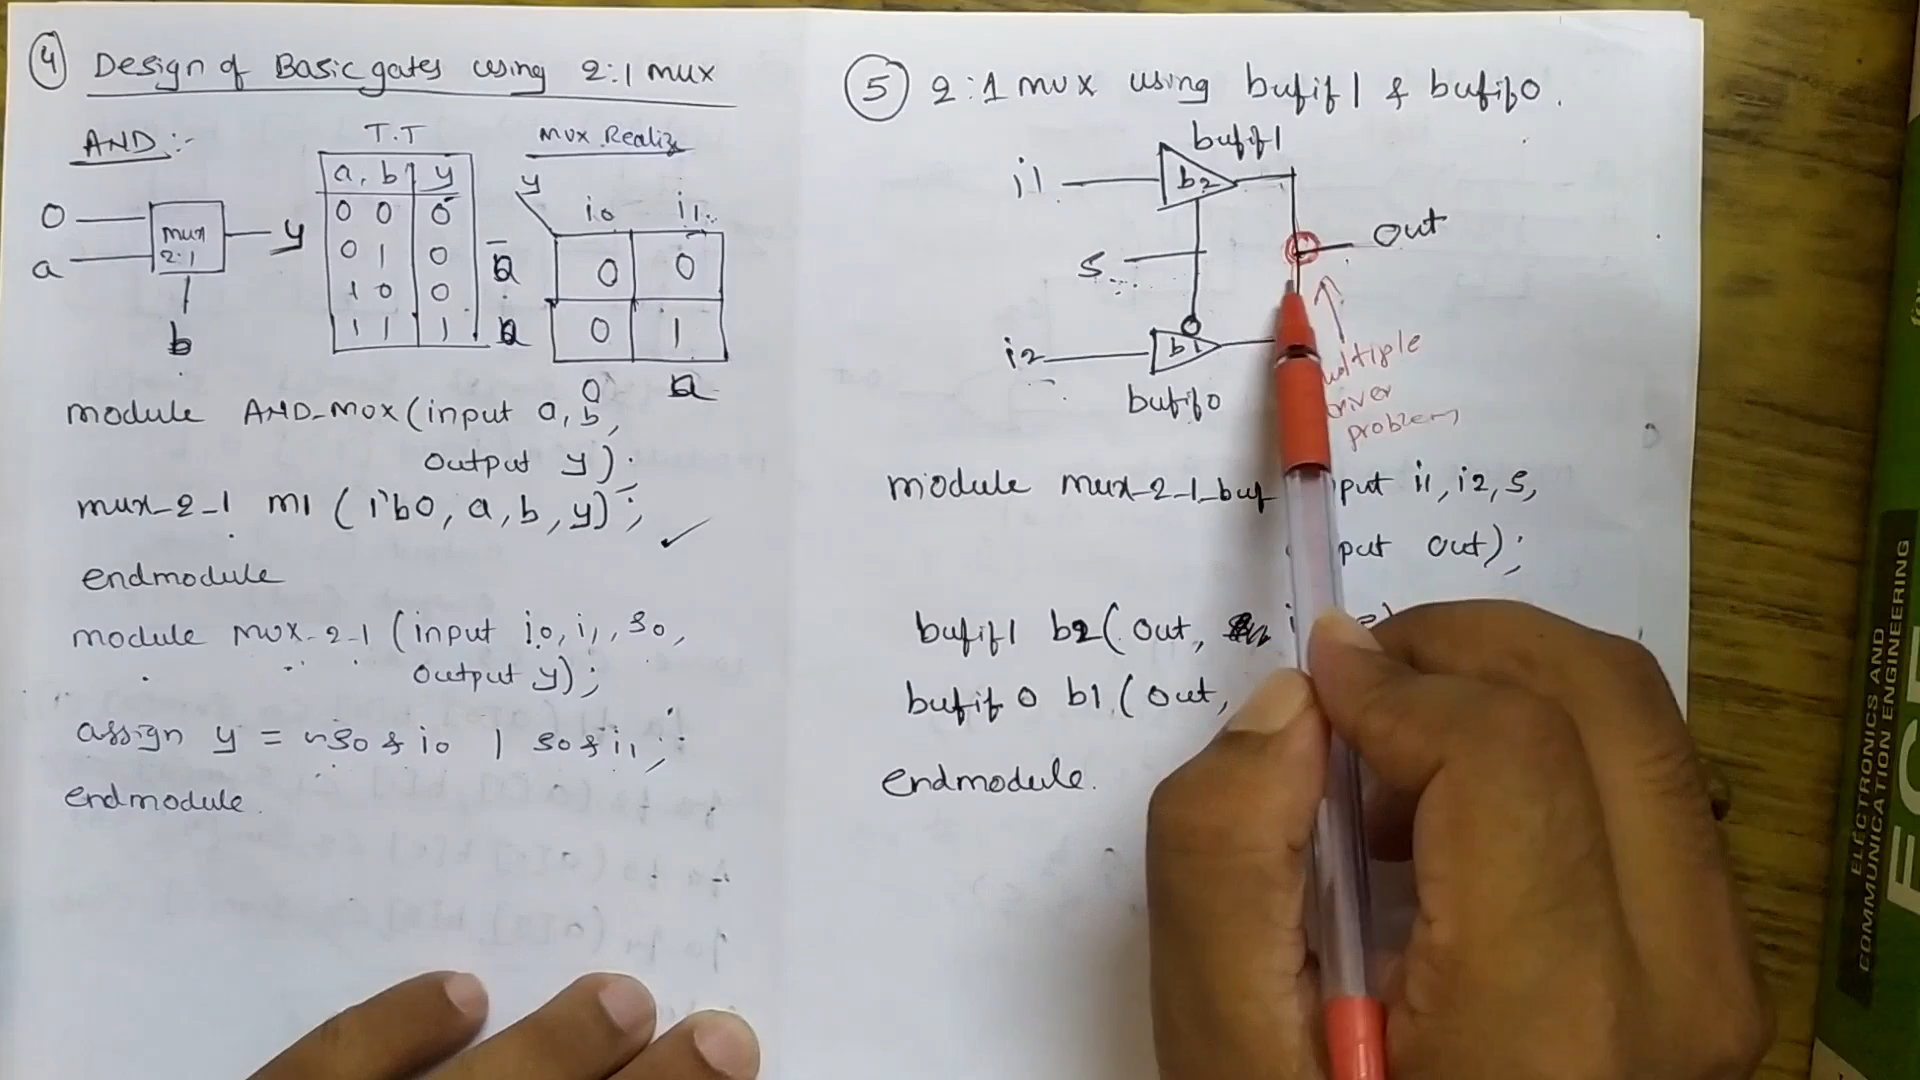 ④ Design of Basic gates using 2:1 mux
AND :-
T.T
mux Realiz
a, b y
0 0 0
0 1 0
1 0 0
1 1 1
0
a
mux
2:1
y
b
y
i0 i1
0 0
0 1
0 a
module AND_mux (input a, b,
output y);
mux_2_1 m1 (1'b0, a, b, y);
endmodule
module mux_2_1 (input i0, i1, s0,
output y);
assign y = ~s0 & i0 | s0 & i1;
endmodule.
⑤ 2:1 mux using bufif1 & bufif0.
bufif1
i1
b2
out
s
i2
b1
bufif0
problem
module mux_2_1_buf put i1, i2, s,
put out);
bufif1 b2 (out,
bufif0 b1 (out,
endmodule.
ELECTRONICS AND
COMMUNICATION ENGINEERING